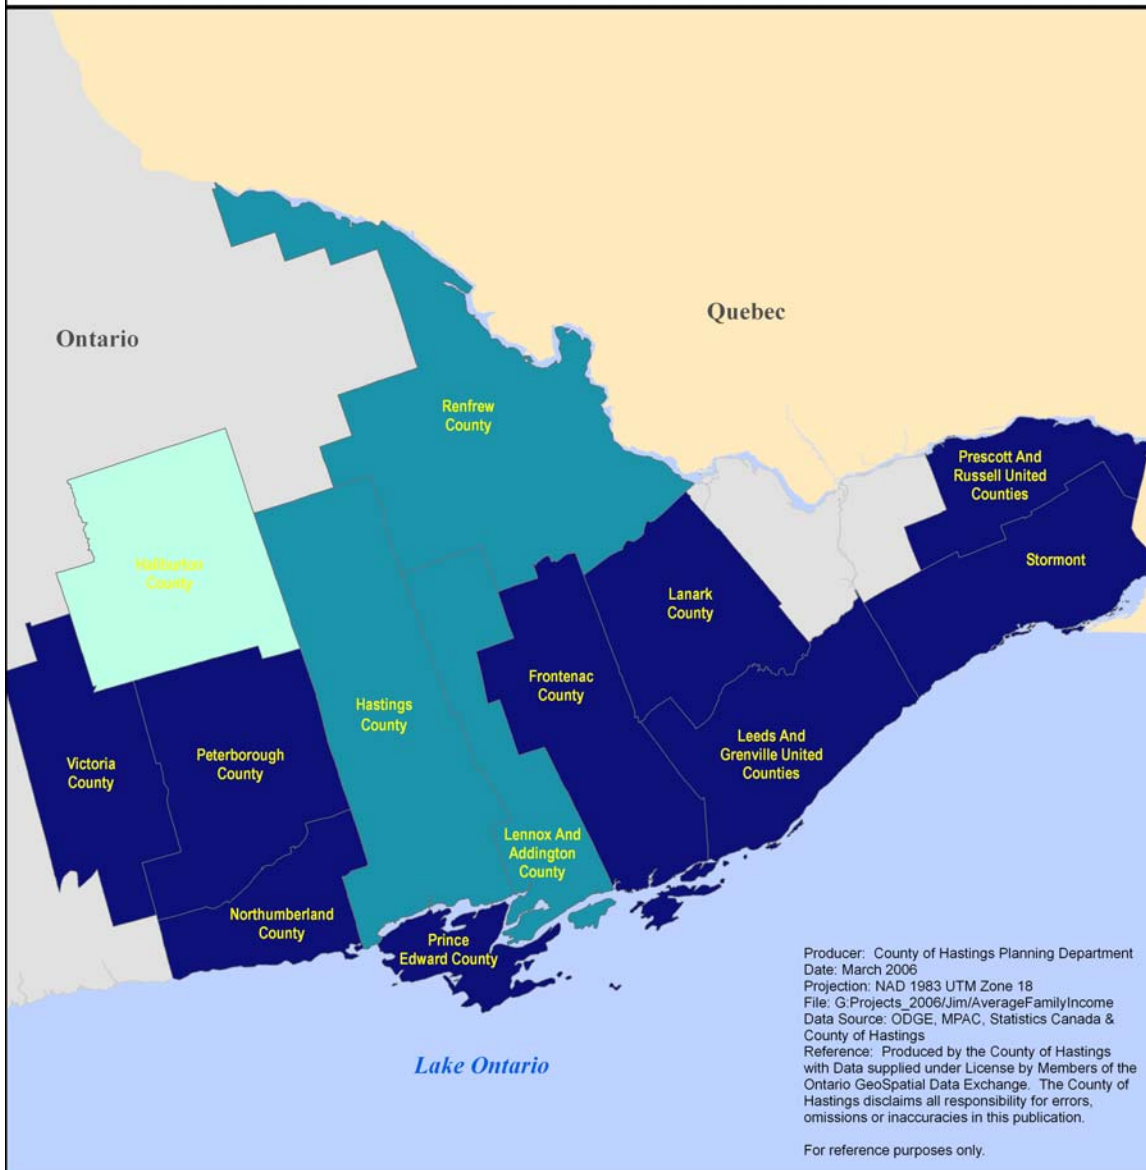 Ontario
Quebec
Renfrew
County
Prescott And
Russell United
Counties
Stormont
Haliburton
County
Lanark
County
Frontenac
County
Hastings
County
Leeds And
Grenville United
Counties
Peterborough
County
Victoria
County
Lennox And
Addington
County
Northumberland
County
Prince
Edward County
Lake Ontario
Producer: County of Hastings Planning Department
Date: March 2006
Projection: NAD 1983 UTM Zone 18
File: G:Projects_2006/Jim/AverageFamilyIncome
Data Source: ODGE, MPAC, Statistics Canada &
County of Hastings
Reference: Produced by the County of Hastings
with Data supplied under License by Members of the
Ontario GeoSpatial Data Exchange. The County of
Hastings disclaims all responsibility for errors,
omissions or inaccuracies in this publication.
For reference purposes only.